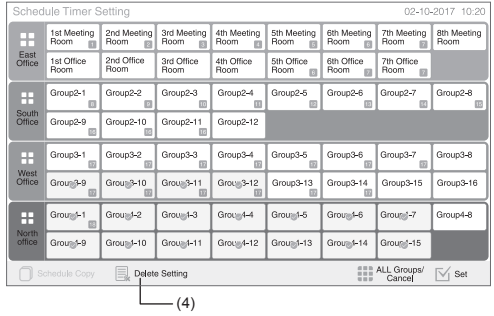 Schedule Timer Setting 02-10-2017 10:20
East Office
1st Meeting Room 2nd Meeting Room 3rd Meeting Room 4th Meeting Room 5th Meeting Room 6th Meeting Room 7th Meeting Room 8th Meeting Room
1st Office Room 2nd Office Room 3rd Office Room 4th Office Room 5th Office Room 6th Office Room 7th Office Room
South Office
Group2-1 Group2-2 Group2-3 Group2-4 Group2-5 Group2-6 Group2-7 Group2-8
Group2-9 Group2-10 Group2-11 Group2-12
West Office
Group3-1 Group3-2 Group3-3 Group3-4 Group3-5 Group3-6 Group3-7 Group3-8
Group3-9 Group3-10 Group3-11 Group3-12 Group3-13 Group3-14 Group3-15 Group3-16
North office
Group4-1 Group4-2 Group4-3 Group4-4 Group4-5 Group4-6 Group4-7 Group4-8
Group4-9 Group4-10 Group4-11 Group4-12 Group4-13 Group4-14 Group4-15
Schedule Copy Delete Setting ALL Groups/ Cancel Set
(4)